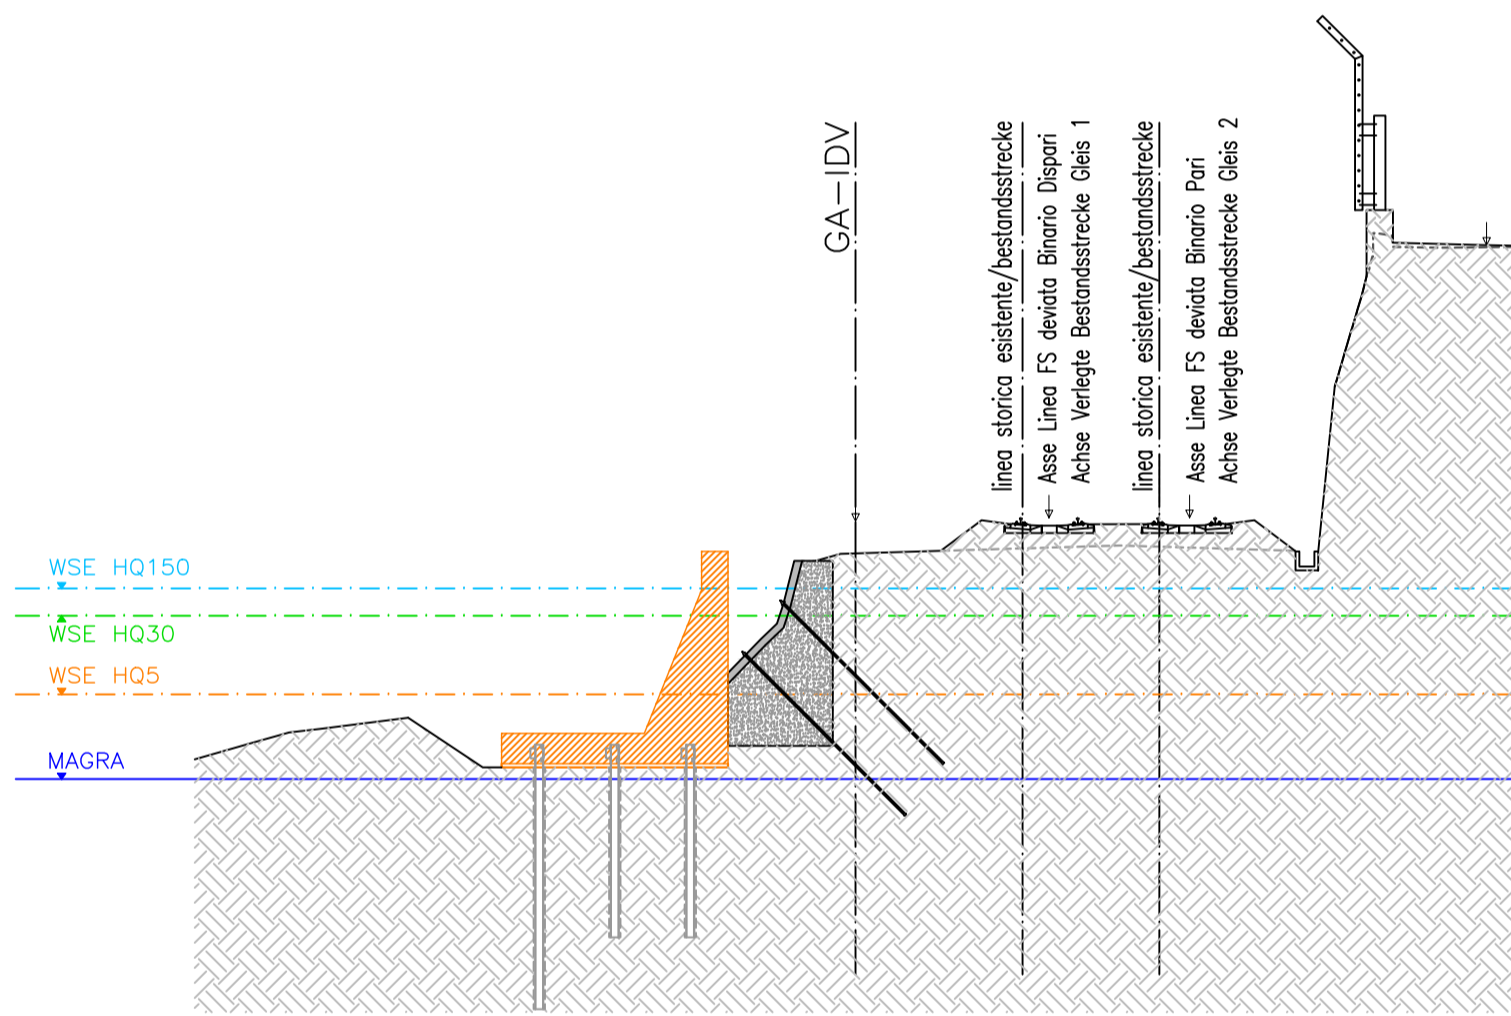 GA-IDV
linea storica esistente/bestandsstrecke
Asse Linea FS deviata Binario Dispari
Achse Verlegte Bestandsstrecke Gleis 1
linea storica esistente/bestandsstrecke
Asse Linea FS deviata Binario Pari
Achse Verlegte Bestandsstrecke Gleis 2
WSE HQ150
WSE HQ30
WSE HQ5
MAGRA